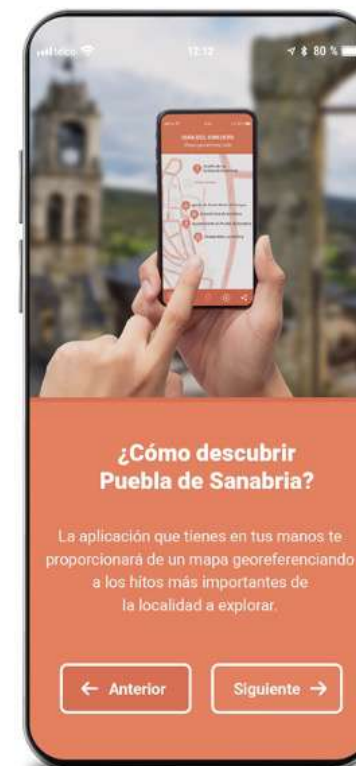 12:12
80 %
¿Cómo descubrir
Puebla de Sanabria?
La aplicación que tienes en tus manos te
proporcionará de un mapa georeferenciando
a los hitos más importantes de
la localidad a explorar.
← Anterior
Siguiente →